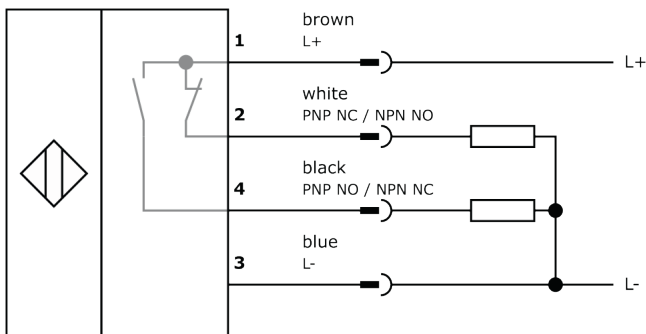 brown
1 L+
L+
white
2 PNP NC / NPN NO
black
4 PNP NO / NPN NC
blue
3 L-
L-